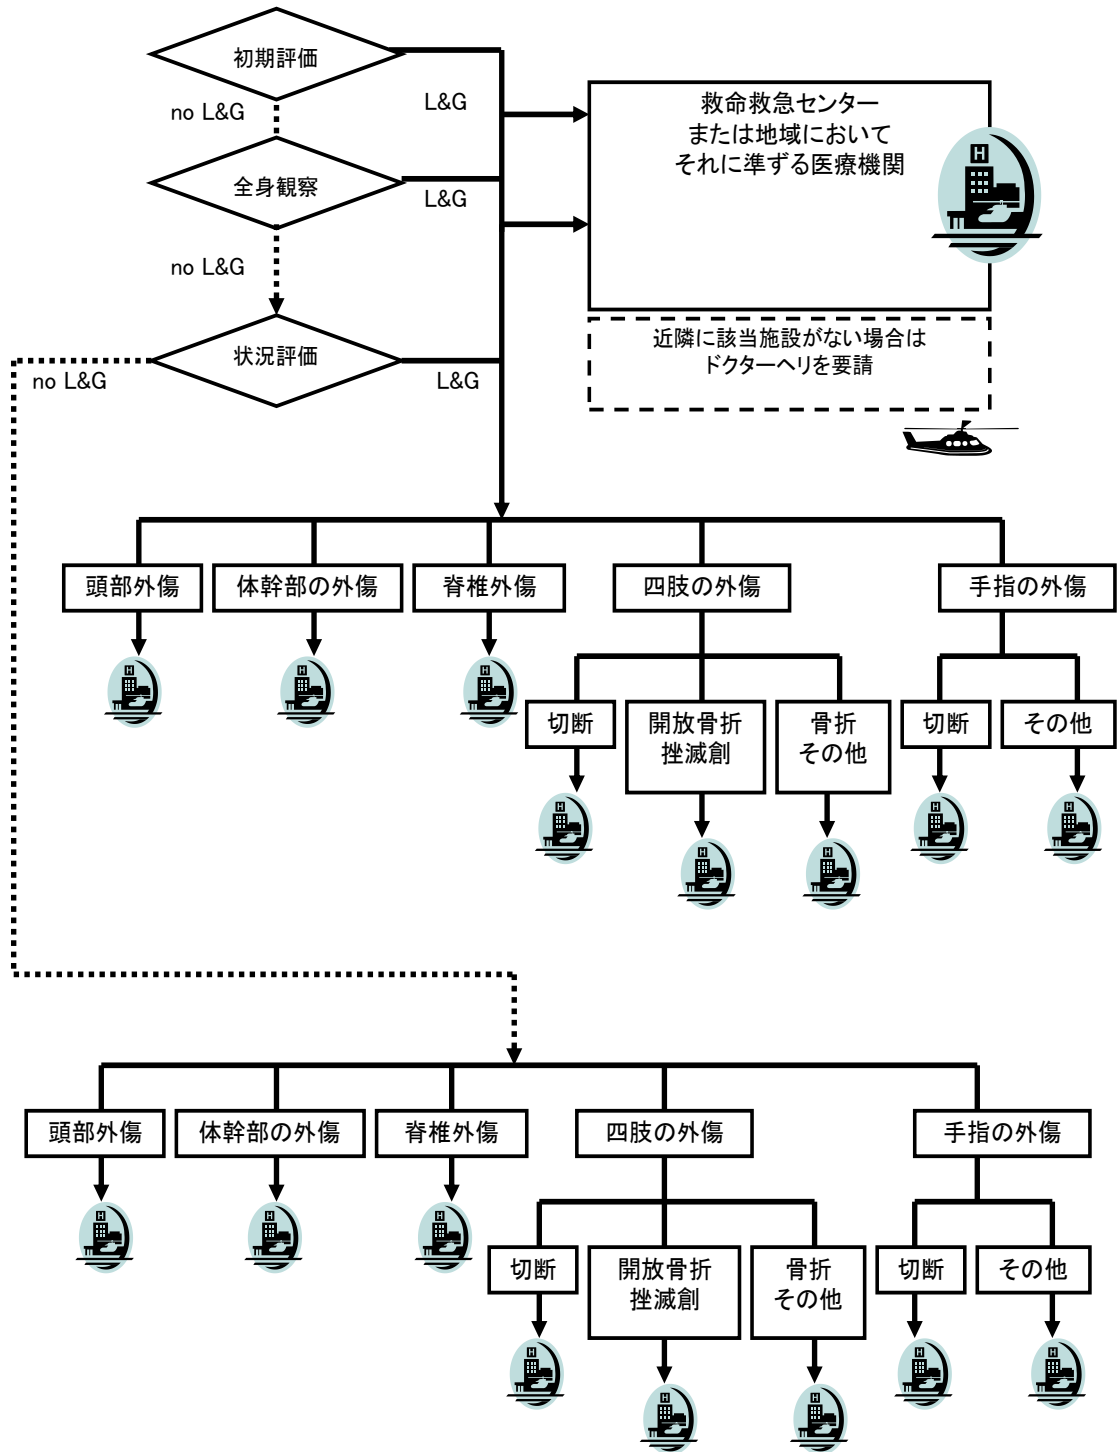 初期評価
L&G
no L&G
全身観察
L&G
no L&G
状況評価
no L&G
L&G
救命救急センター
または地域において
それに準ずる医療機関
H
近隣に該当施設がない場合は
ドクターヘリを要請
頭部外傷
体幹部の外傷
脊椎外傷
四肢の外傷
手指の外傷
H
H
H
切断
開放骨折
挫滅創
骨折
その他
切断
その他
H
H
H
H
H
頭部外傷
体幹部の外傷
脊椎外傷
四肢の外傷
手指の外傷
H
H
H
切断
開放骨折
挫滅創
骨折
その他
切断
その他
H
H
H
H
H